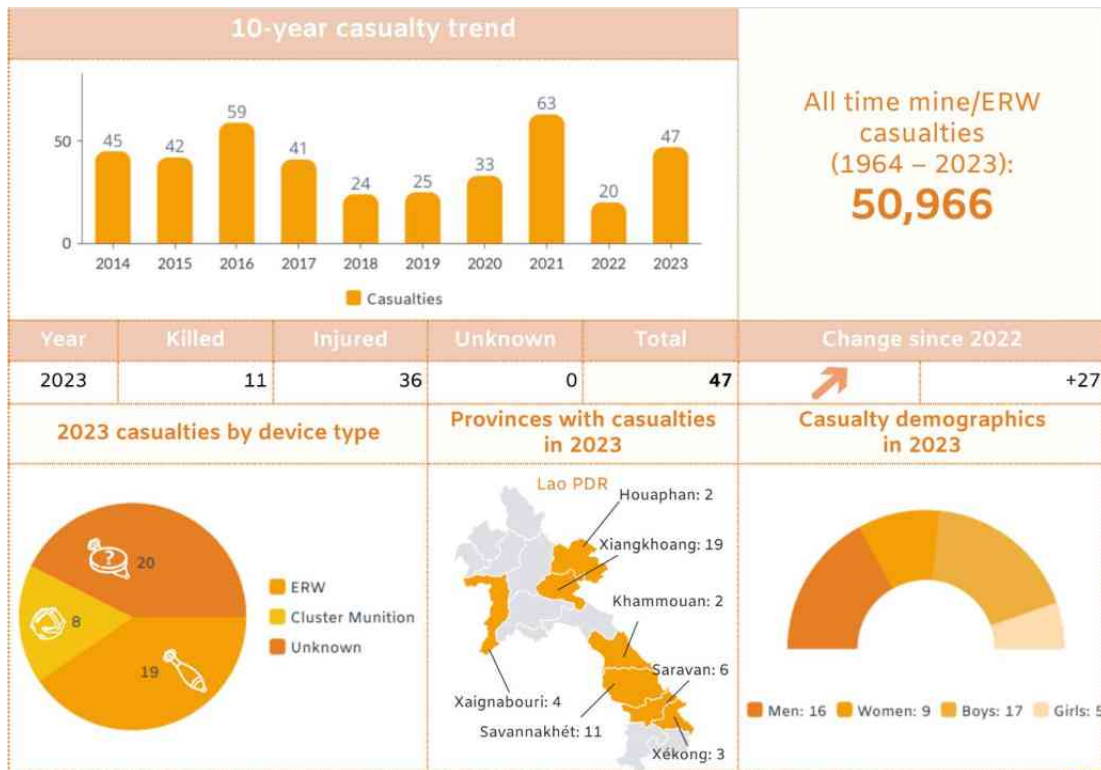 10-year casualty trend
50
0
45
42
59
41
24
25
33
63
20
47
2014 2015 2016 2017 2018 2019 2020 2021 2022 2023
Casualties
All time mine/ERW
casualties
(1964 – 2023):
50,966
Year Killed Injured Unknown Total Change since 2022
2023 11 36 0 47 +27
2023 casualties by device type
20
8
19
?
ERW
Cluster Munition
Unknown
Provinces with casualties
in 2023
Lao PDR
Houaphan: 2
Xiangkhoang: 19
Khammouan: 2
Saravan: 6
Xaignabouri: 4
Savannakhét: 11
Xékong: 3
Casualty demographics
in 2023
Men: 16 Women: 9 Boys: 17 Girls: 5